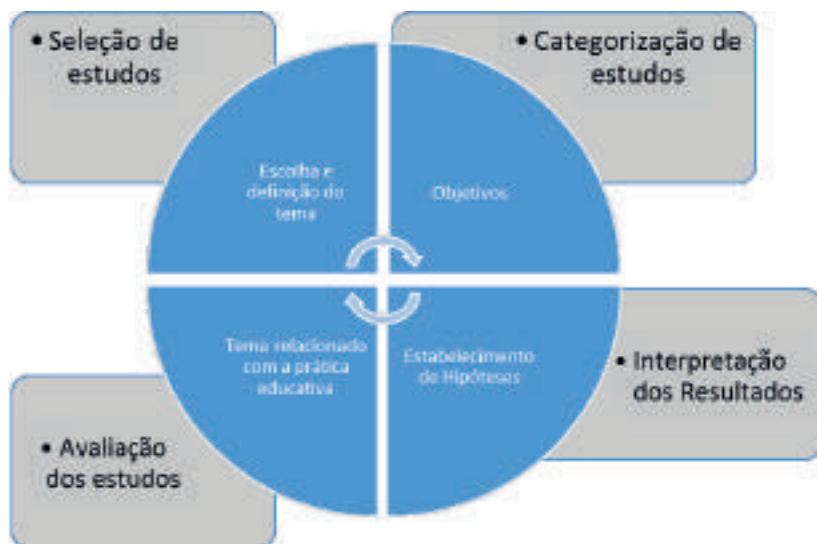 • Seleção de
estudos
• Categorização de
estudos
Escolha e
definição do
tema
Objetivos
Tema relacionado
com a prática
educativa
Estabelecimento
de Hipóteses
• Avaliação
dos estudos
• Interpretação
dos Resultados